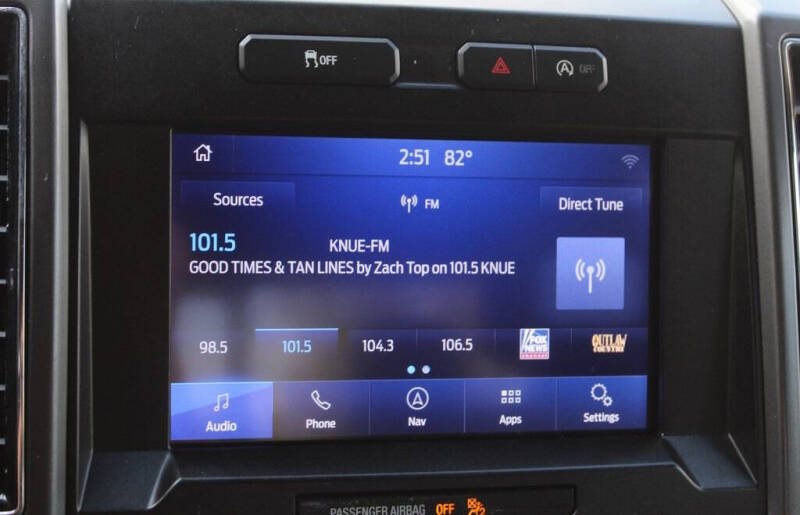 OFF
A OFF
2:51 82°
Sources
FM
Direct Tune
101.5 KNUE-FM
GOOD TIMES & TAN LINES by Zach Top on 101.5 KNUE
98.5 101.5 104.3 106.5 FOX NEWS OUTLAW COUNTRY
Audio Phone Nav Apps Settings
PASSENGER AIRBAG OFF